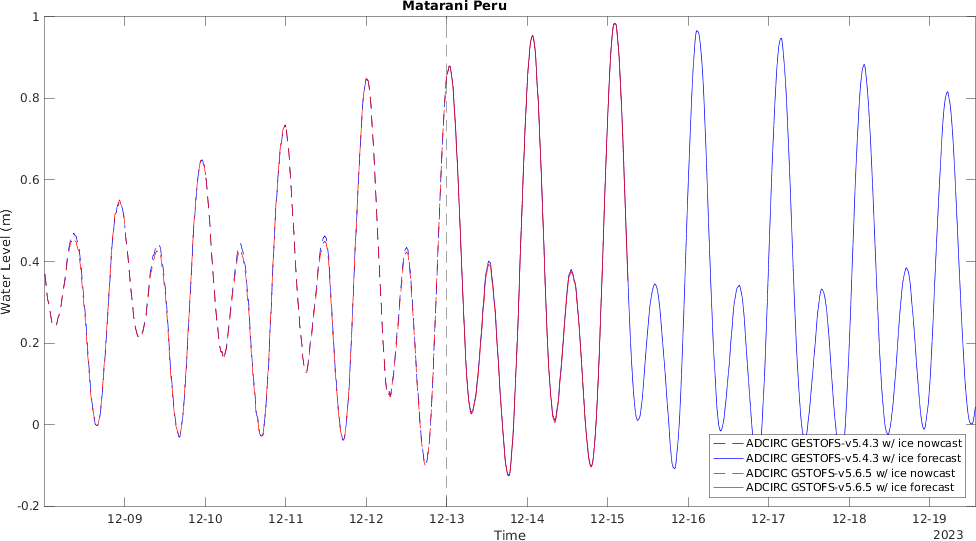 Matarani Peru
Water Level (m)
1
0.8
0.6
0.4
0.2
0
-0.2
12-09 12-10 12-11 12-12 12-13 12-14 12-15 12-16 12-17 12-18 12-19
Time
2023
ADCIRC GESTOFS-v5.4.3 w/ ice nowcast
ADCIRC GESTOFS-v5.4.3 w/ ice forecast
ADCIRC GSTOFS-v5.6.5 w/ ice nowcast
ADCIRC GSTOFS-v5.6.5 w/ ice forecast